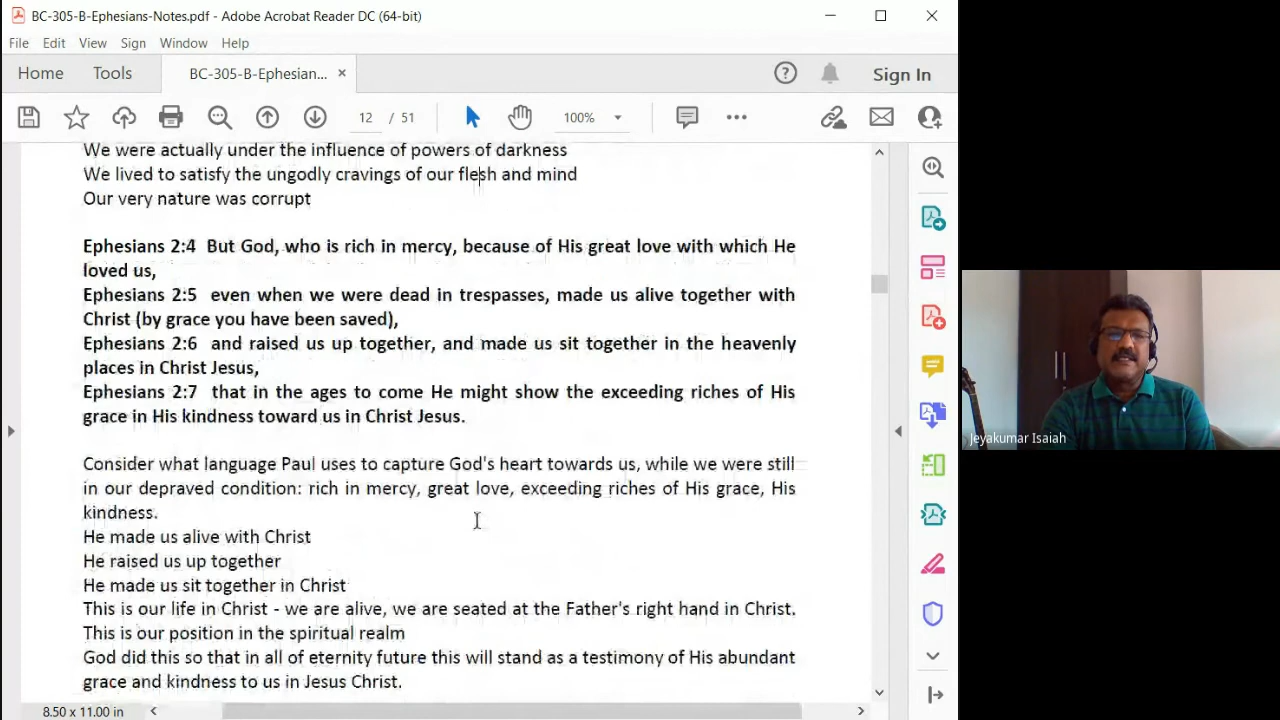 BC-305-B-Ephesians-Notes.pdf - Adobe Acrobat Reader DC (64-bit)
File Edit View Sign Window Help
Home Tools BC-305-B-Ephesian... × Sign In
12 / 51 100%
We were actually under the influence of powers of darkness
We lived to satisfy the ungodly cravings of our flesh and mind
Our very nature was corrupt
Ephesians 2:4 But God, who is rich in mercy, because of His great love with which He
loved us,
Ephesians 2:5 even when we were dead in trespasses, made us alive together with
Christ (by grace you have been saved),
Ephesians 2:6 and raised us up together, and made us sit together in the heavenly
places in Christ Jesus,
Ephesians 2:7 that in the ages to come He might show the exceeding riches of His
grace in His kindness toward us in Christ Jesus.
Consider what language Paul uses to capture God's heart towards us, while we were still
in our depraved condition: rich in mercy, great love, exceeding riches of His grace, His
kindness.
He made us alive with Christ
He raised us up together
He made us sit together in Christ
This is our life in Christ - we are alive, we are seated at the Father's right hand in Christ.
This is our position in the spiritual realm
God did this so that in all of eternity future this will stand as a testimony of His abundant
grace and kindness to us in Jesus Christ.
8.50 x 11.00 in
Jeyakumar Isaiah